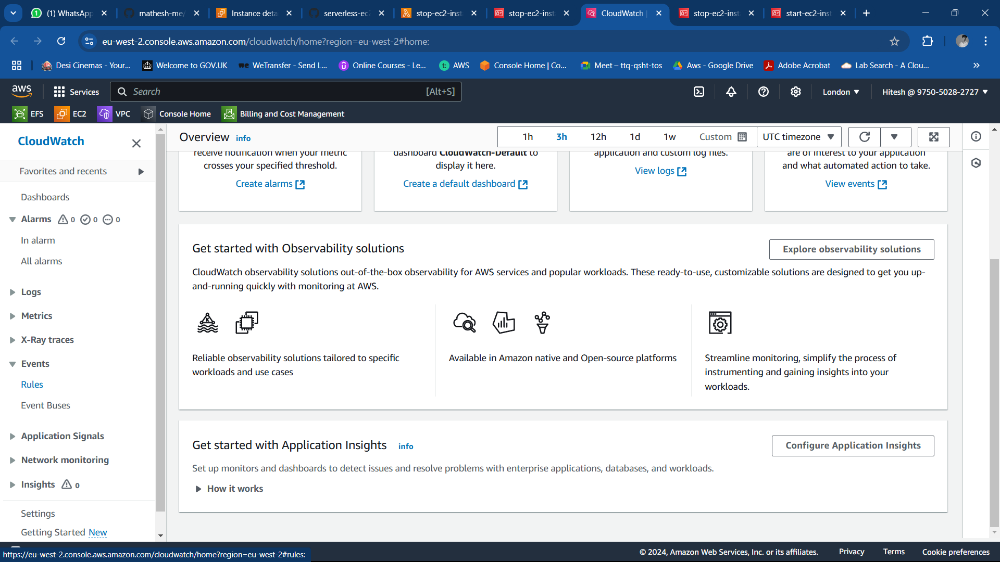 (1) WhatsApp
mathesh-me/
Instance deta
serverless-ec2
stop-ec2-inst
stop-ec2-inst
CloudWatch |
stop-ec2-inst
start-ec2-inst
eu-west-2.console.aws.amazon.com/cloudwatch/home?region=eu-west-2#home:
Desi Cinemas - Your...
Welcome to GOV.UK
WeTransfer - Send L...
Online Courses - Le...
AWS
Console Home | Co...
Meet – ttq-qsht-tos
Aws - Google Drive
Adobe Acrobat
Lab Search - A Clou...
aws
Services
Search
[Alt+S]
London
Hitesh @ 9750-5028-2727
EFS
EC2
VPC
Console Home
Billing and Cost Management
CloudWatch
Favorites and recents
Dashboards
Alarms 0 0 0
In alarm
All alarms
Logs
Metrics
X-Ray traces
Events
Rules
Event Buses
Application Signals
Network monitoring
Insights 0
Settings
Getting Started New
Overview info
1h 3h 12h 1d 1w Custom
UTC timezone
receive notification when your metric
crosses your specified threshold.
Create alarms
dashboard CloudWatch-Default to
display it here.
Create a default dashboard
application and custom log files.
View logs
are of interest to your application
and what automated action to take.
View events
Get started with Observability solutions
Explore observability solutions
CloudWatch observability solutions out-of-the-box observability for AWS services and popular workloads. These ready-to-use, customizable solutions are designed to get you up-
and-running quickly with monitoring at AWS.
Reliable observability solutions tailored to specific
workloads and use cases
Available in Amazon native and Open-source platforms
Streamline monitoring, simplify the process of
instrumenting and gaining insights into your
workloads.
Get started with Application Insights info
Configure Application Insights
Set up monitors and dashboards to detect issues and resolve problems with enterprise applications, databases, and workloads.
How it works
https://eu-west-2.console.aws.amazon.com/cloudwatch/home?region=eu-west-2#rules:
© 2024, Amazon Web Services, Inc. or its affiliates.
Privacy
Terms
Cookie preferences